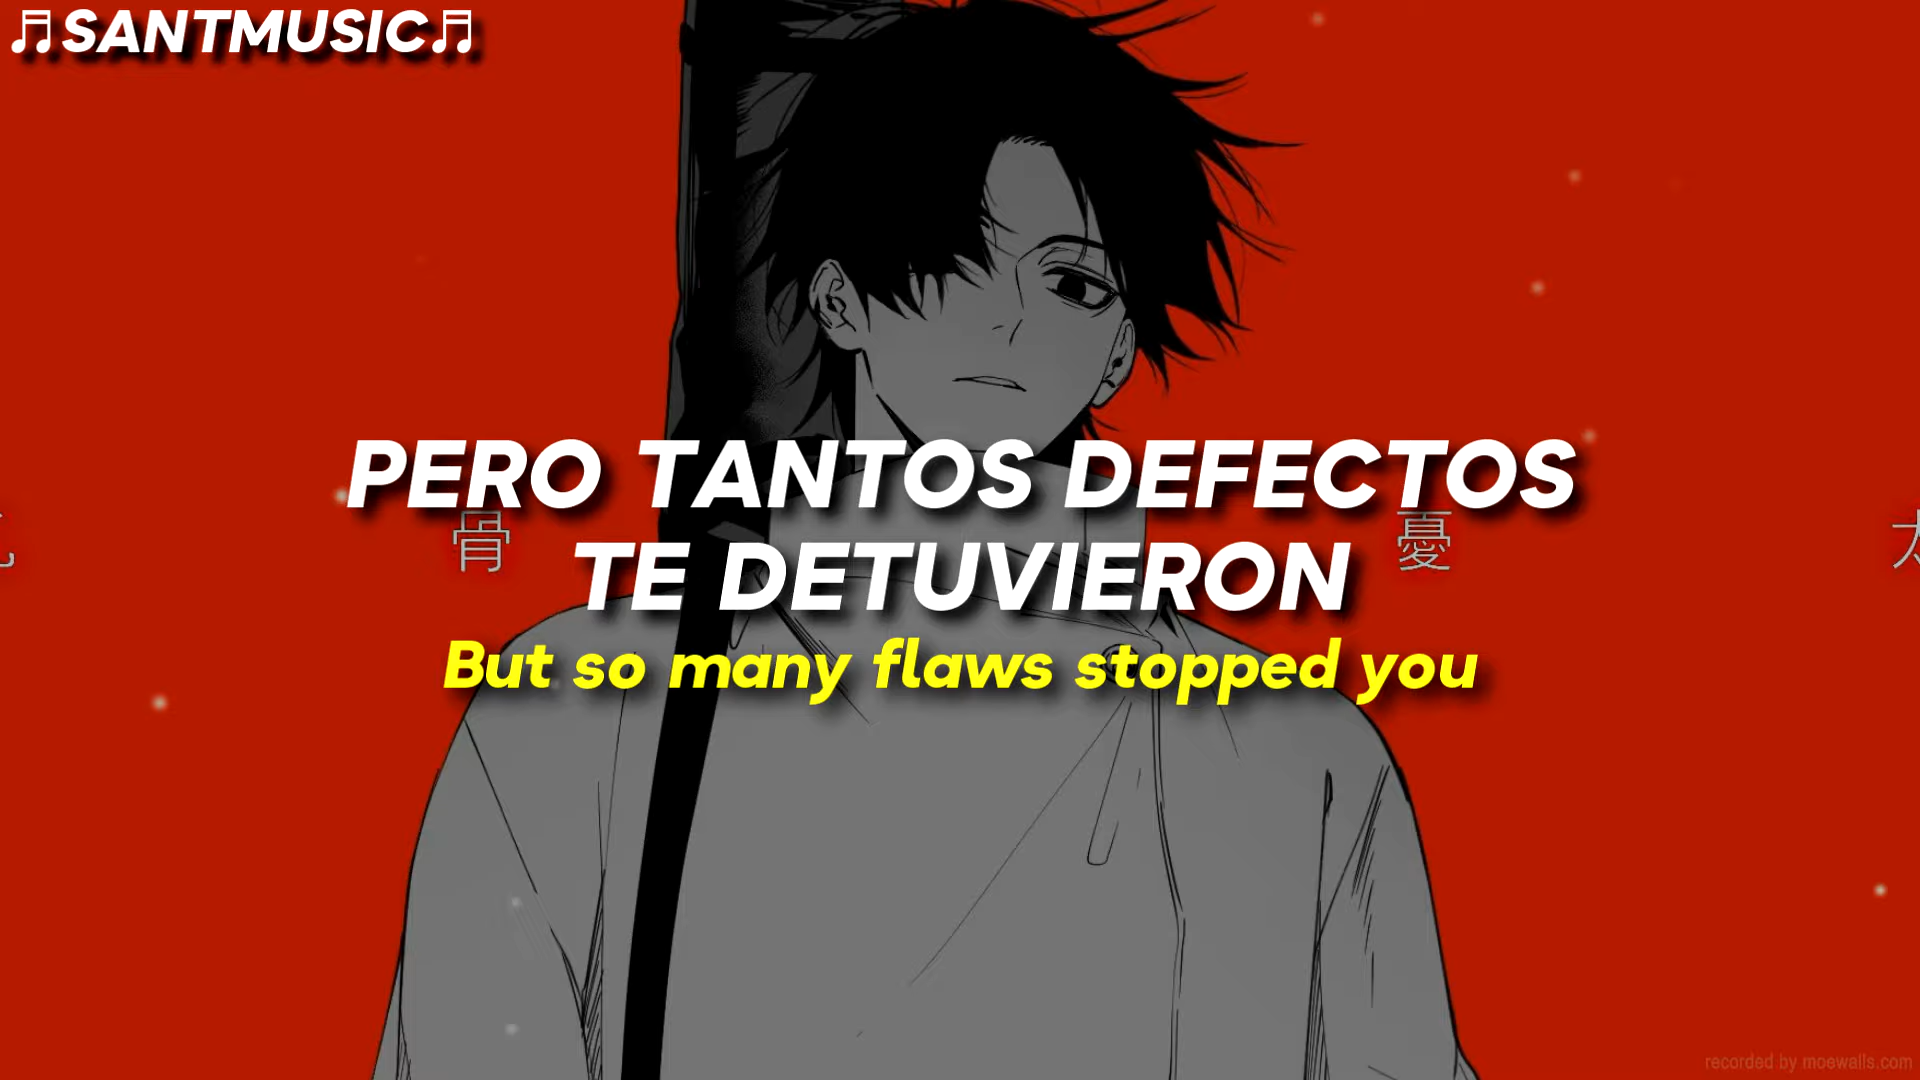 ♬SANTMUSIC♬
PERO TANTOS DEFECTOS
骨 憂
TE DETUVIERON
But so many flaws stopped you
recorded by moewalls.com